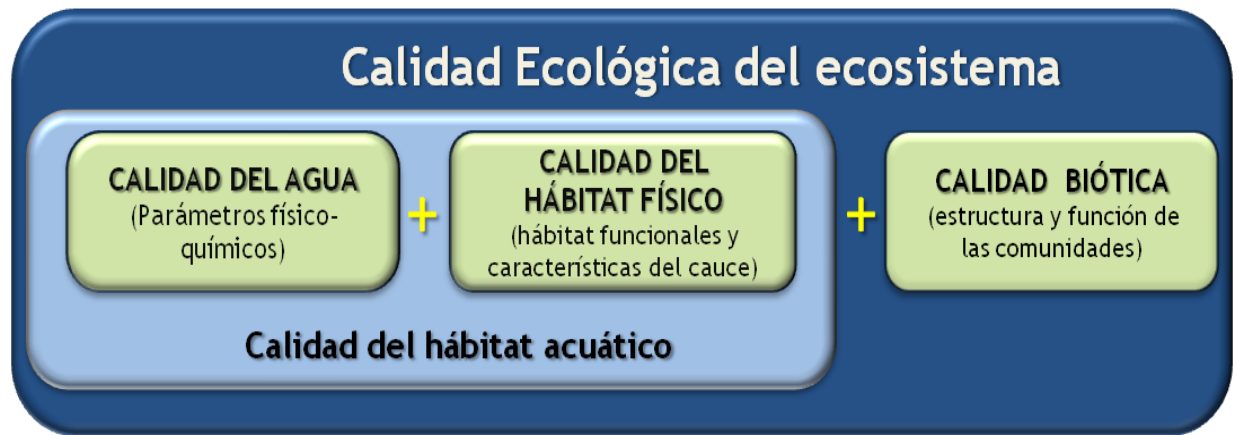 Calidad Ecológica del ecosistema
CALIDAD DEL AGUA
(Parámetros físico-
químicos)
+
CALIDAD DEL
HÁBITAT FÍSICO
(hábitat funcionales y
características del cauce)
+
CALIDAD BIÓTICA
(estructura y función de
las comunidades)
Calidad del hábitat acuático